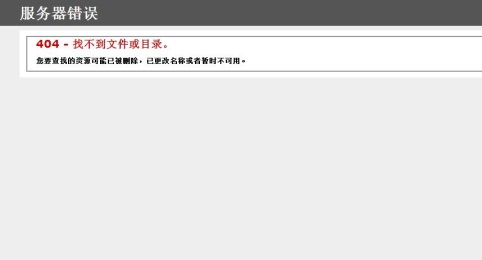 服务器错误
404 - 找不到文件或目录。
您要查找的资源可能已被删除，已更改名称或者暂时不可用。